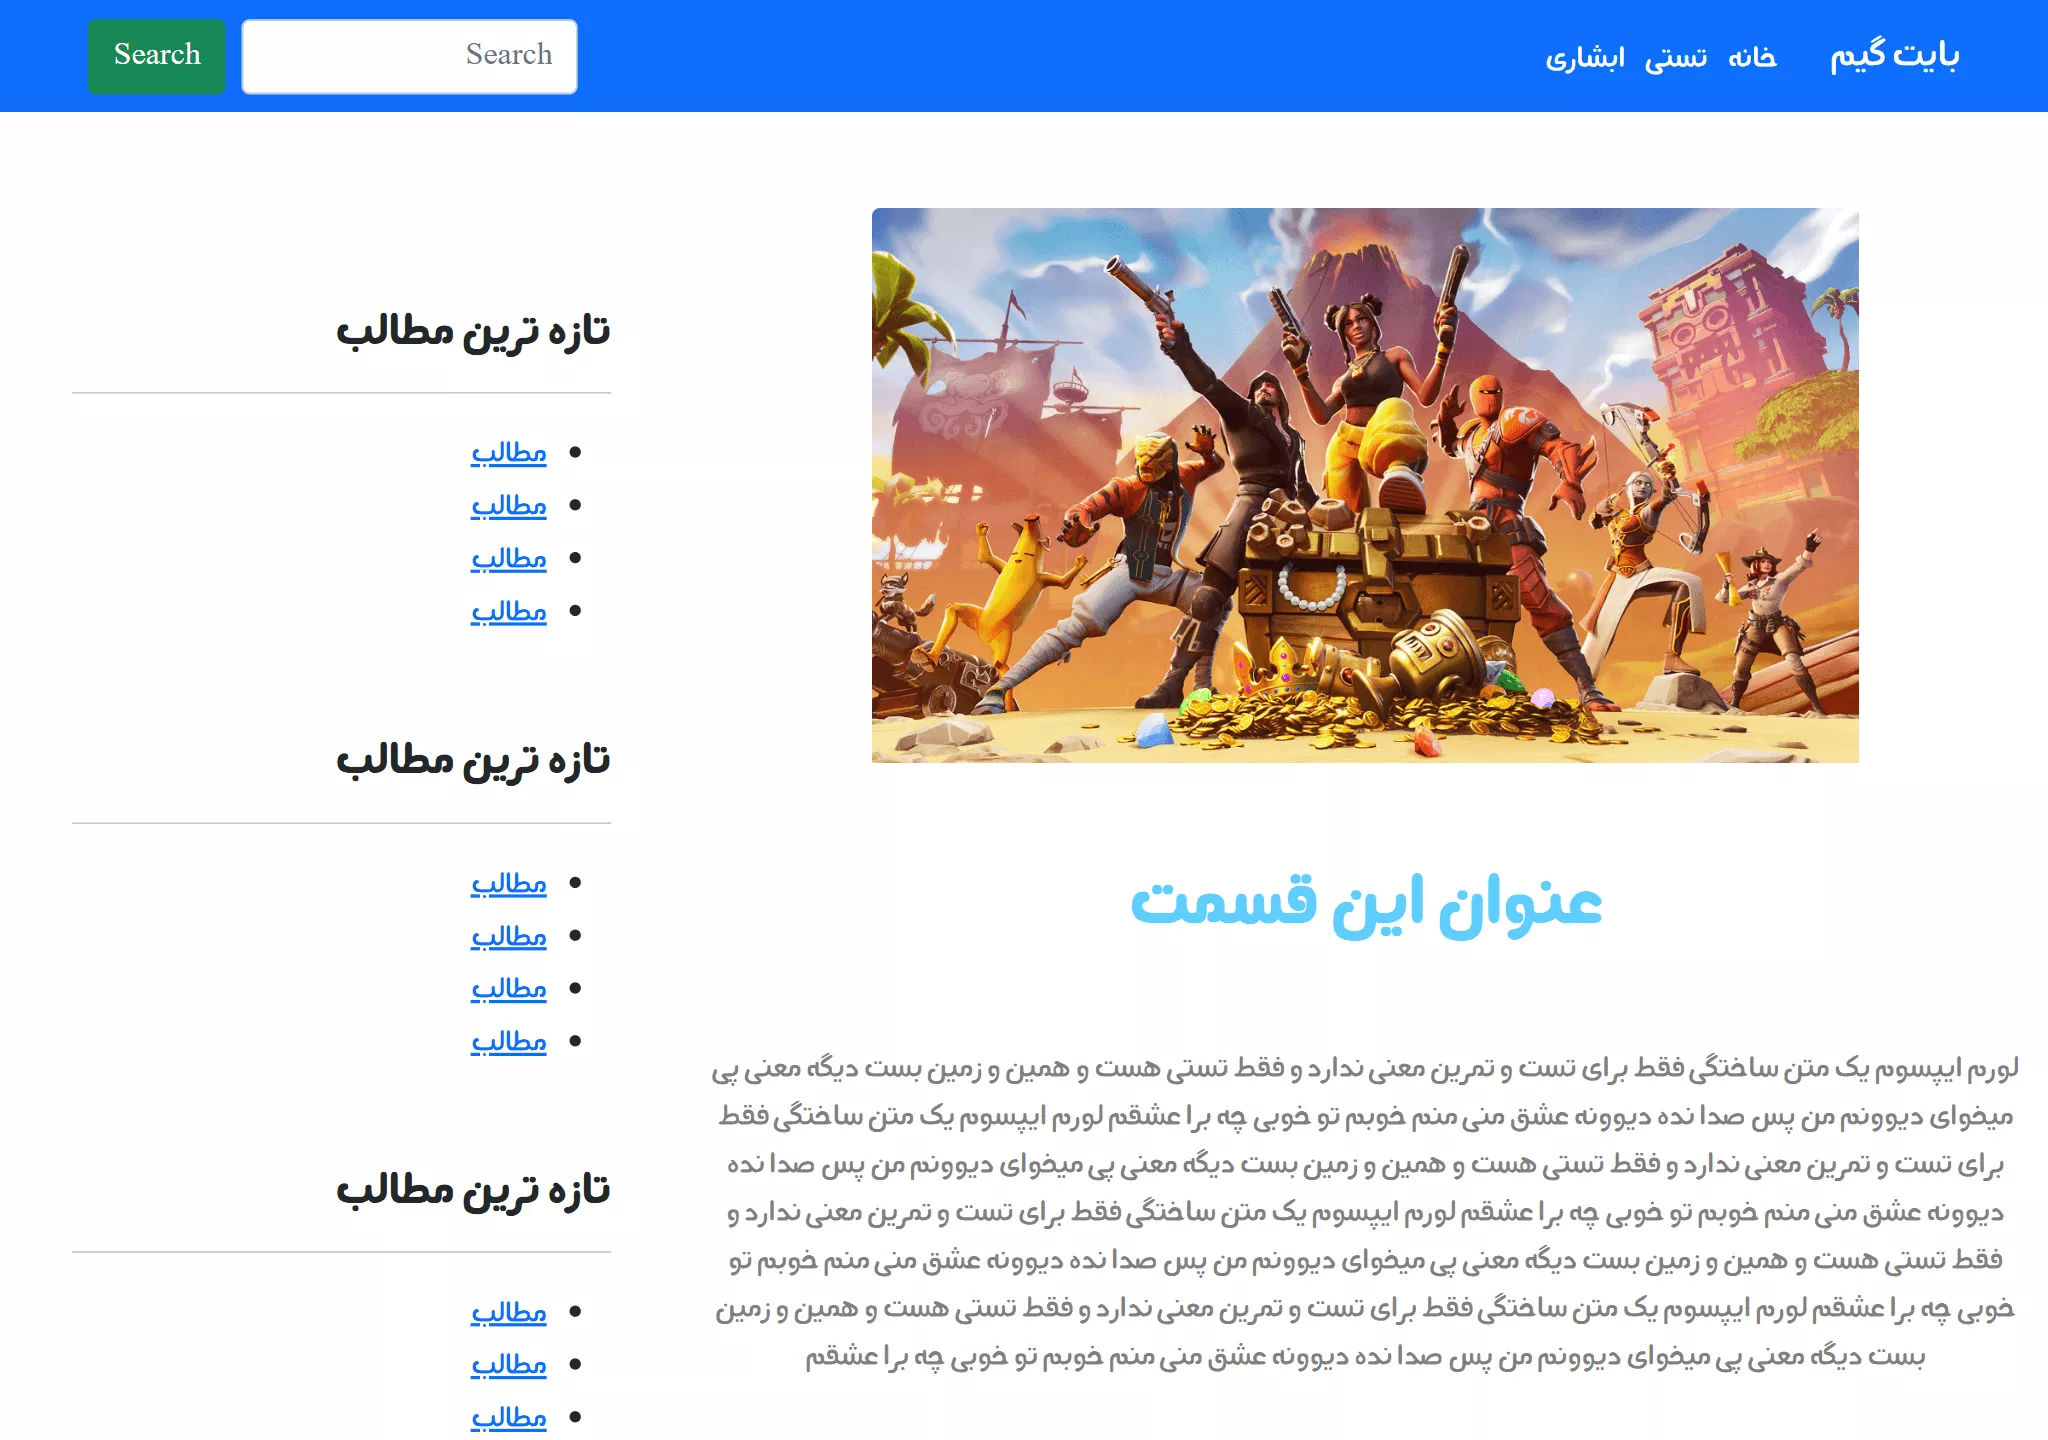 بایت گیم
خانه تستی ابشاری
Search
Search
عنوان این قسمت
لورم ایپسوم یک متن ساختگی فقط برای تست و تمرین معنی ندارد و فقط تستی هست و همین و زمین بست دیگه معنی پی
میخوای دیوونم من پس صدا نده دیوونه عشق منی منم خوبم تو خوبی چه برا عشقم لورم ایپسوم یک متن ساختگی فقط
برای تست و تمرین معنی ندارد و فقط تستی هست و همین و زمین بست دیگه معنی پی میخوای دیوونم من پس صدا نده
دیوونه عشق منی منم خوبم تو خوبی چه برا عشقم لورم ایپسوم یک متن ساختگی فقط برای تست و تمرین معنی ندارد و
فقط تستی هست و همین و زمین بست دیگه معنی پی میخوای دیوونم من پس صدا نده دیوونه عشق منی منم خوبم تو
خوبی چه برا عشقم لورم ایپسوم یک متن ساختگی فقط برای تست و تمرین معنی ندارد و فقط تستی هست و همین و زمین
بست دیگه معنی پی میخوای دیوونم من پس صدا نده دیوونه عشق منی منم خوبم تو خوبی چه برا عشقم
تازه ترین مطالب
مطالب
مطالب
مطالب
مطالب
تازه ترین مطالب
مطالب
مطالب
مطالب
مطالب
تازه ترین مطالب
مطالب
مطالب
مطالب